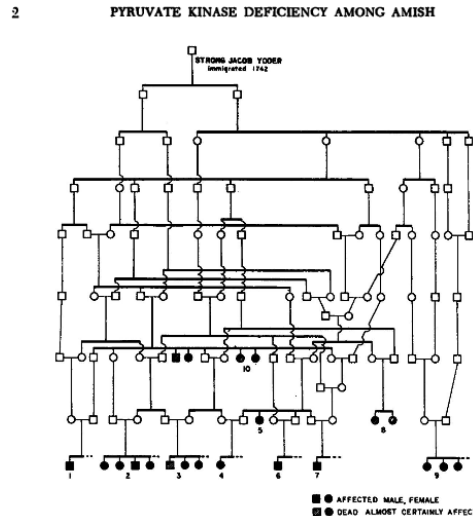 2 PYRUVATE KINASE DEFICIENCY AMONG AMISH
STRONG JACOB YODER
immigrated 1742
10
5
8
1 2 3 4 6 7 9
AFFECTED MALE, FEMALE
DEAD ALMOST CERTAINLY AFFEC